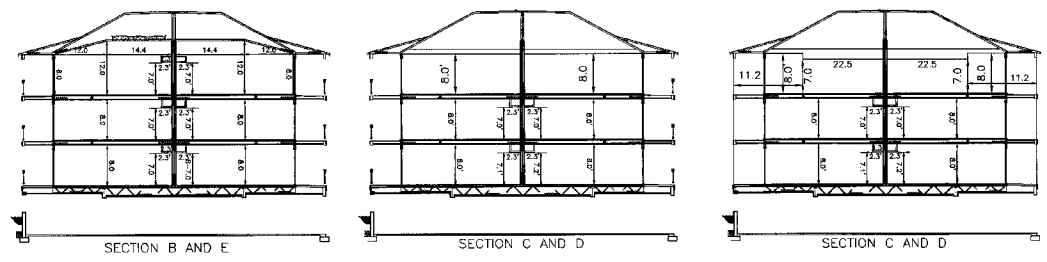 12.0 14.4 14.4 12.0
8.0 12.0 2.3' 2.3' 12.0 8.0
7.0' 7.0'
8.0 2.3' 2.3' 8.0
7.0' 7.0'
8.0 2.3' 2.3' 8.0
7.0' 7.0'
SECTION B AND E
8.0' 8.0
8.0' 2.3' 2.3' 8.0'
7.0' 7.0'
8.0' 2.3' 2.3' 8.0'
7.1' 7.2'
SECTION C AND D
11.2 8.0' 7.0' 22.5 22.5 7.0 8.0 11.2
8.0' 2.3' 2.3' 8.0'
7.0' 7.0'
8.0' 2.3' 8.0'
7.1' 7.2'
SECTION C AND D